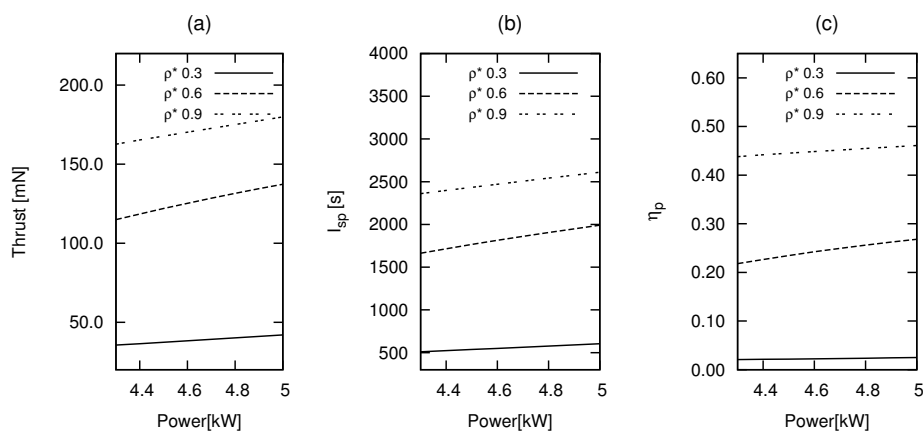 (a)
Thrust [mN]
200.0
150.0
100.0
50.0
ρ* 0.3
ρ* 0.6
ρ* 0.9
4.4 4.6 4.8 5
Power[kW]
(b)
I_sp [s]
4000
3500
3000
2500
2000
1500
1000
500
ρ* 0.3
ρ* 0.6
ρ* 0.9
4.4 4.6 4.8 5
Power[kW]
(c)
η_p
0.60
0.50
0.40
0.30
0.20
0.10
0.00
ρ* 0.3
ρ* 0.6
ρ* 0.9
4.4 4.6 4.8 5
Power[kW]